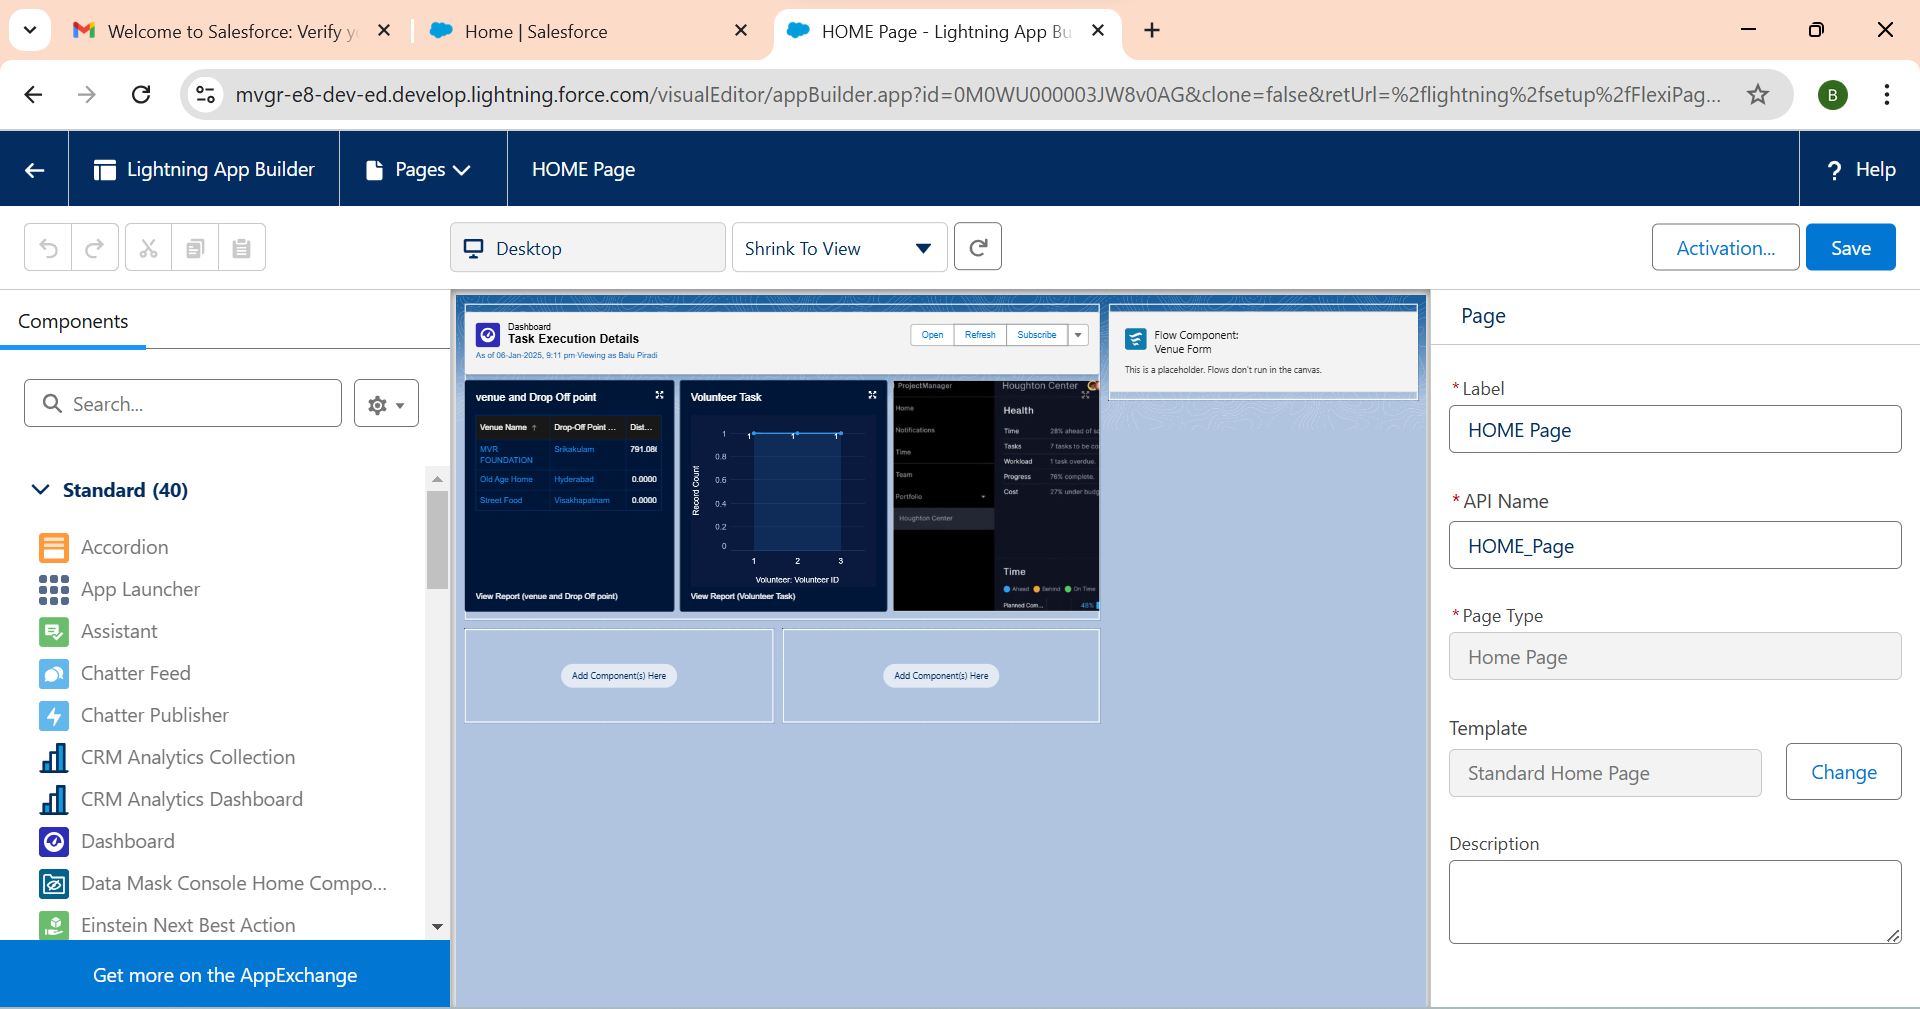 Welcome to Salesforce: Verify y
Home | Salesforce
HOME Page - Lightning App Bu
mvgr-e8-dev-ed.develop.lightning.force.com/visualEditor/appBuilder.app?id=0M0WU000003JW8v0AG&clone=false&retUrl=%2flightning%2fsetup%2fFlexiPag...
B
Lightning App Builder
Pages
HOME Page
? Help
Desktop
Shrink To View
Activation...
Save
Components
Search...
Standard (40)
Accordion
App Launcher
Assistant
Chatter Feed
Chatter Publisher
CRM Analytics Collection
CRM Analytics Dashboard
Dashboard
Data Mask Console Home Compo...
Einstein Next Best Action
Get more on the AppExchange
Dashboard
Task Execution Details
As of 06-Jan-2025, 9:11 pm·Viewing as Balu Piradi
Open
Refresh
Subscribe
venue and Drop Off point
Venue Name ↑
Drop-Off Point ...
Dist...
MVR FOUNDATION
Srikakulam
791.08
Old Age Home
Hyderabad
0.0000
Street Food
Visakhapatnam
0.0000
View Report (venue and Drop Off point)
Volunteer Task
Record Count
1
0.8
0.6
0.4
0.2
0
1
1
1
1
2
3
Volunteer: Volunteer ID
View Report (Volunteer Task)
ProjectManager
Home
Notifications
Time
Team
Portfolio
Houghton Center
Houghton Center
Health
Time 28% ahead of sc
Tasks 7 tasks to be co
Workload 1 task overdue.
Progress 76% complete.
Cost 27% under budg
Time
Ahead
Behind
On Time
Planned Com...
48%
Add Component(s) Here
Add Component(s) Here
Flow Component:
Venue Form
This is a placeholder. Flows don't run in the canvas.
Page
* Label
HOME Page
* API Name
HOME_Page
* Page Type
Home Page
Template
Standard Home Page
Change
Description